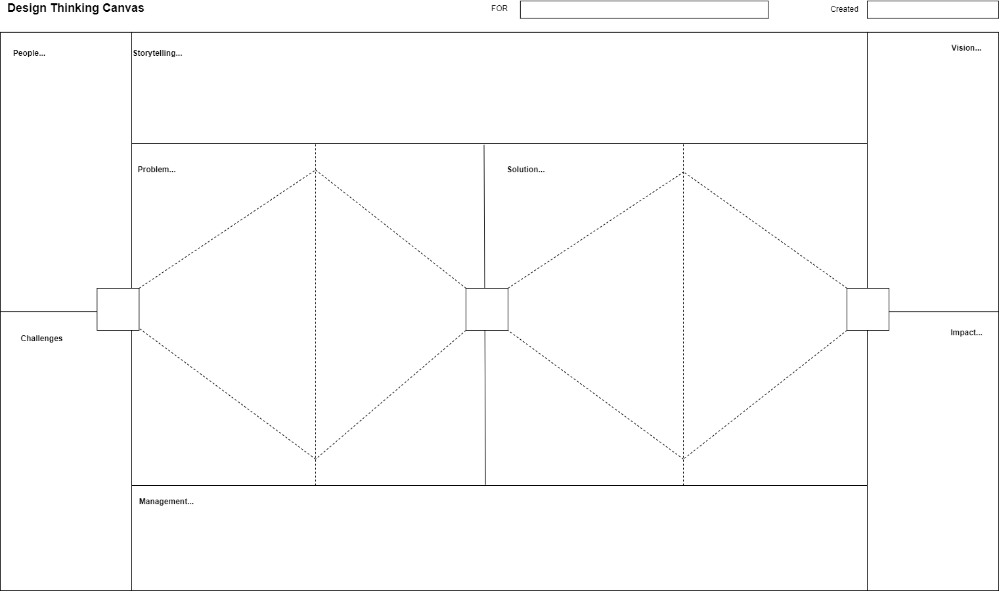 Design Thinking Canvas
FOR
Created
People...
Storytelling...
Vision...
Problem...
Solution...
Challenges
Impact...
Management...